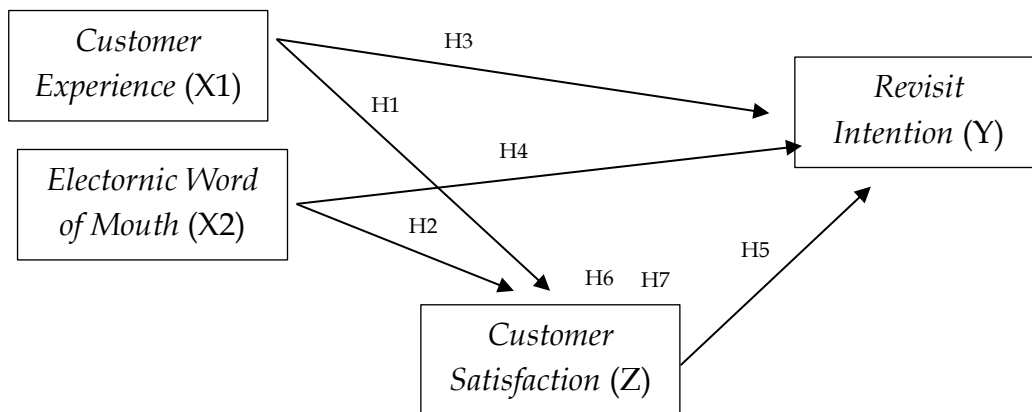 Customer
Experience (X1)
H3
H1
Revisit
Intention (Y)
Electornic Word
of Mouth (X2)
H4
H2
H5
H6
H7
Customer
Satisfaction (Z)